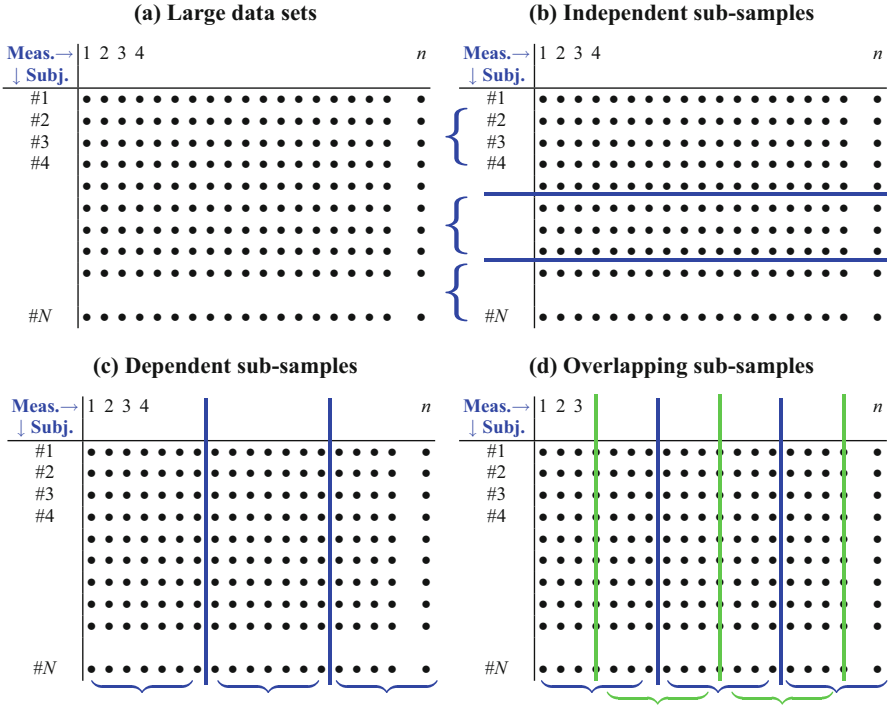 (a) Large data sets
Meas.→ 1 2 3 4 n
↓ Subj.
#1
#2
#3
#4
#N
(b) Independent sub-samples
Meas.→ 1 2 3 4 n
↓ Subj.
#1
#2
#3
#4
#N
(c) Dependent sub-samples
Meas.→ 1 2 3 4 n
↓ Subj.
#1
#2
#3
#4
#N
(d) Overlapping sub-samples
Meas.→ 1 2 3 n
↓ Subj.
#1
#2
#3
#4
#N